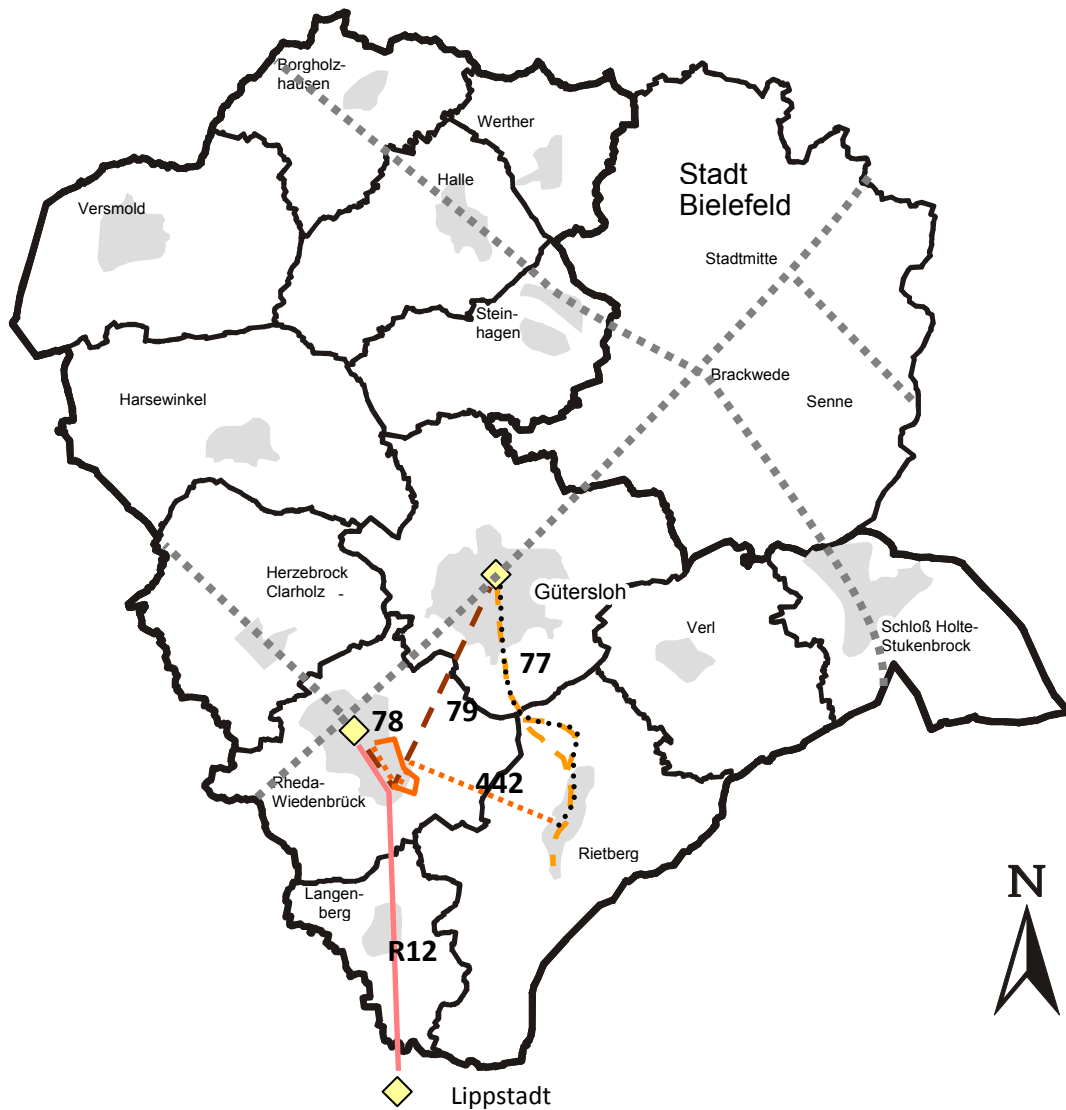 Borgholz-
hausen
Werther
Halle
Stadt
Bielefeld
Versmold
Stadtmitte
Stein-
hagen
Brackwede
Harsewinkel
Senne
Herzebrock
Clarholz -
Gütersloh
Verl
Schloß Holte-
Stukenbrock
77
79
78
Rheda-
Wiedenbrück
442
Rietberg
Langen-
berg
R12
N
Lippstadt